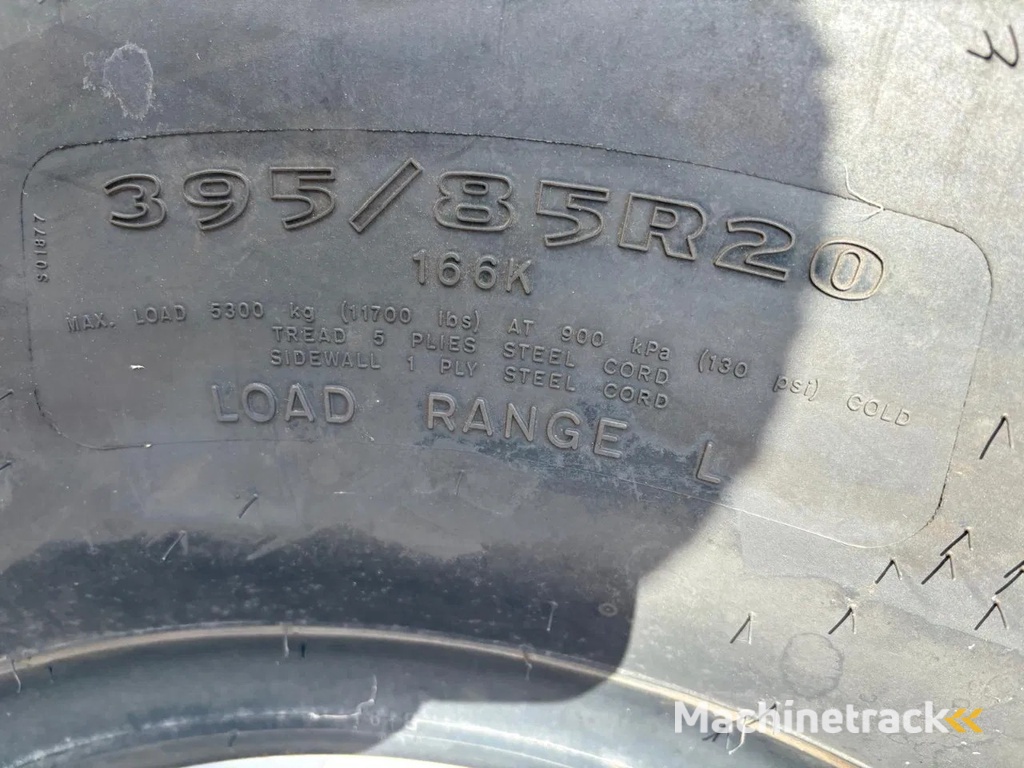 395/85R20
166K
MAX. LOAD 5300 kg (11700 lbs) AT 900 kPa (130 psi) COLD
TREAD 5 PLIES STEEL CORD
SIDEWALL 1 PLY STEEL CORD
LOAD RANGE L
S01877
Machinetrack